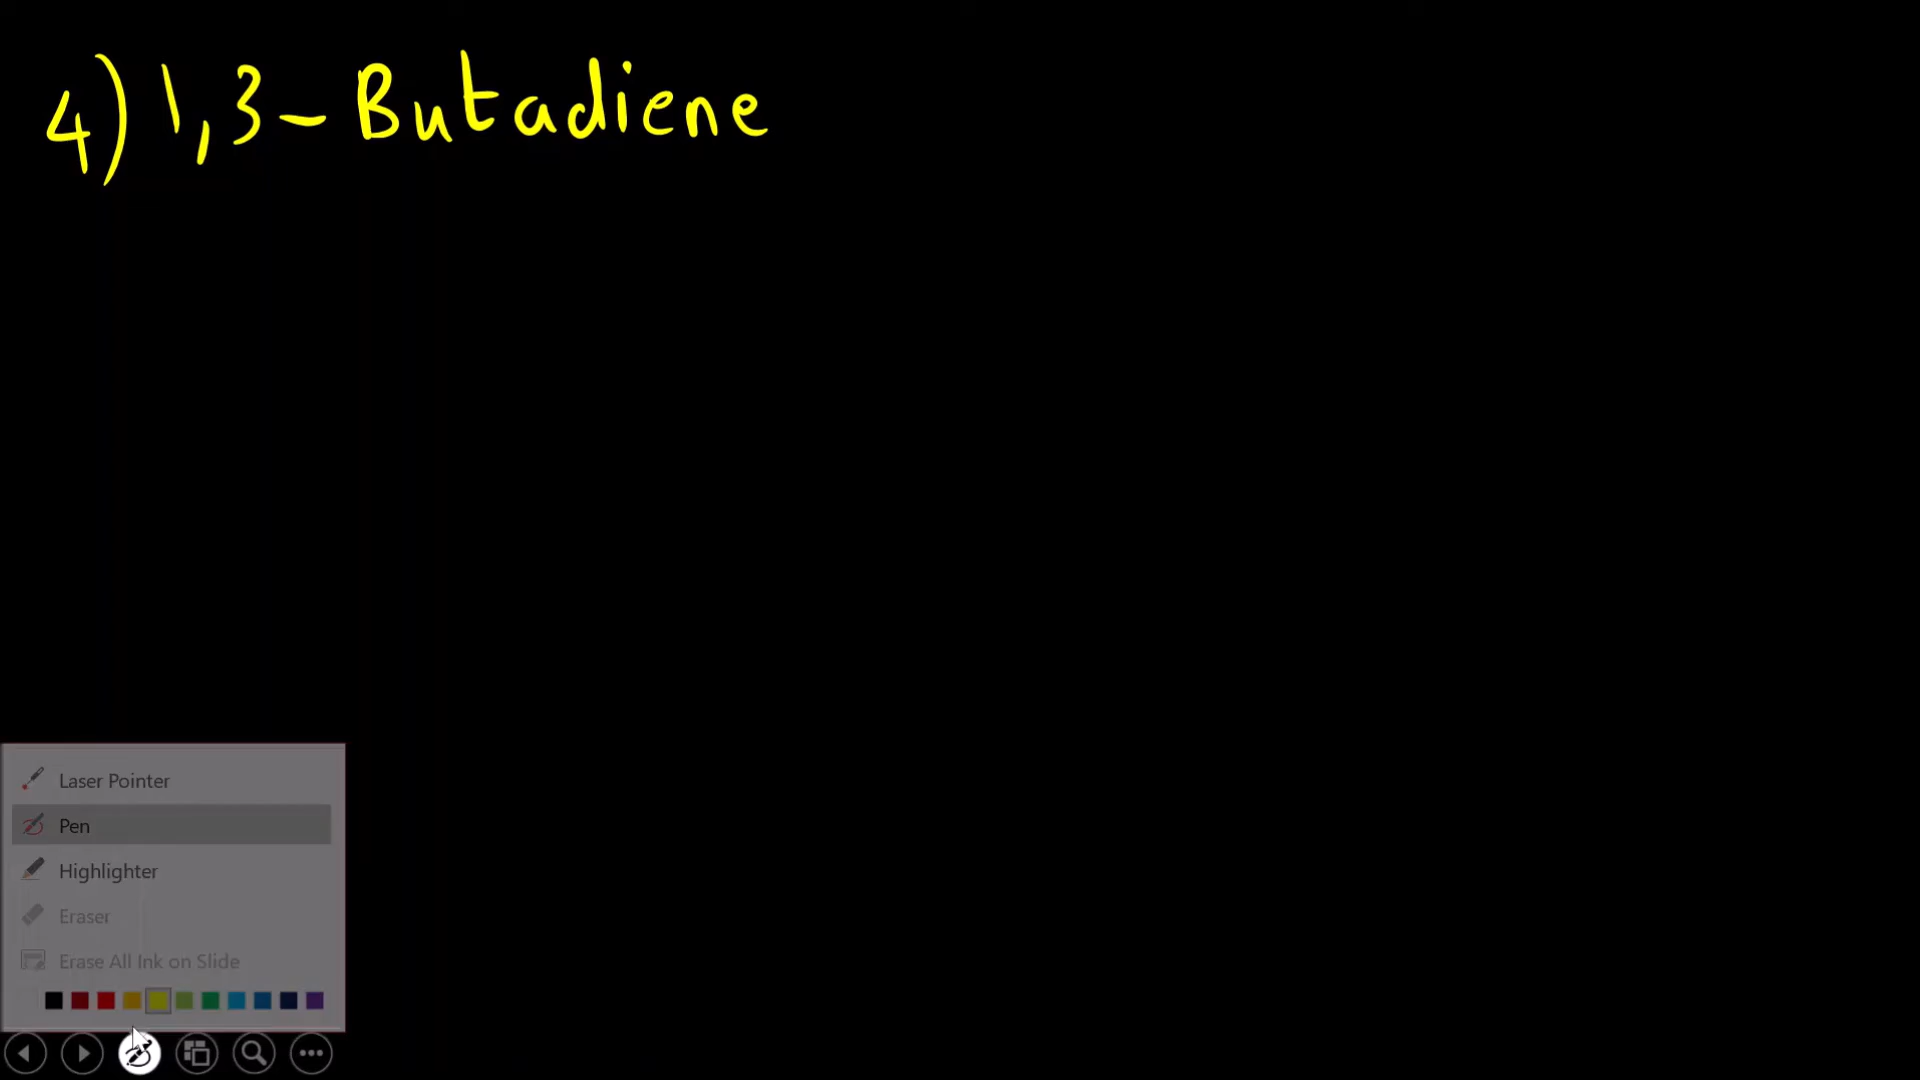 4) 1,3-Butadiene
Laser Pointer
Pen
Highlighter
Eraser
Erase All Ink on Slide